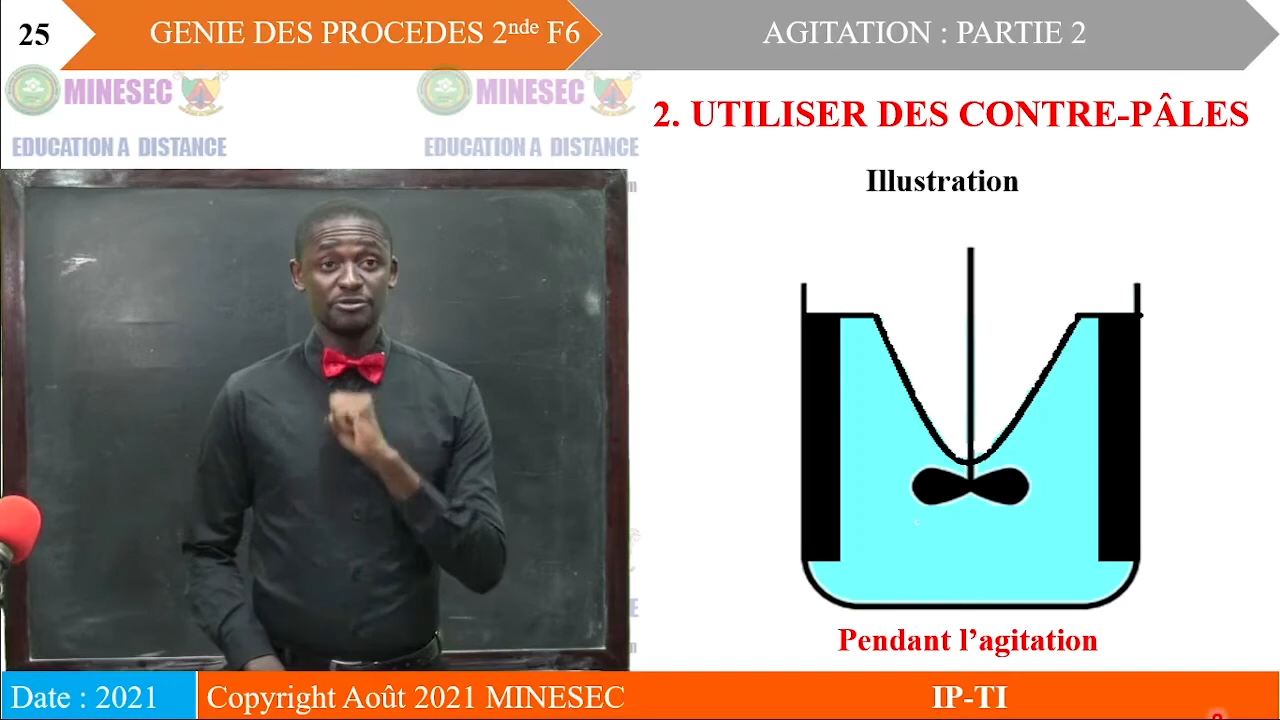 25
GENIE DES PROCEDES 2nde F6
AGITATION : PARTIE 2
MINESEC
EDUCATION A DISTANCE
MINESEC
EDUCATION A DISTANCE
2. UTILISER DES CONTRE-PÂLES
Illustration
Pendant l’agitation
Date : 2021
Copyright Août 2021 MINESEC
IP-TI